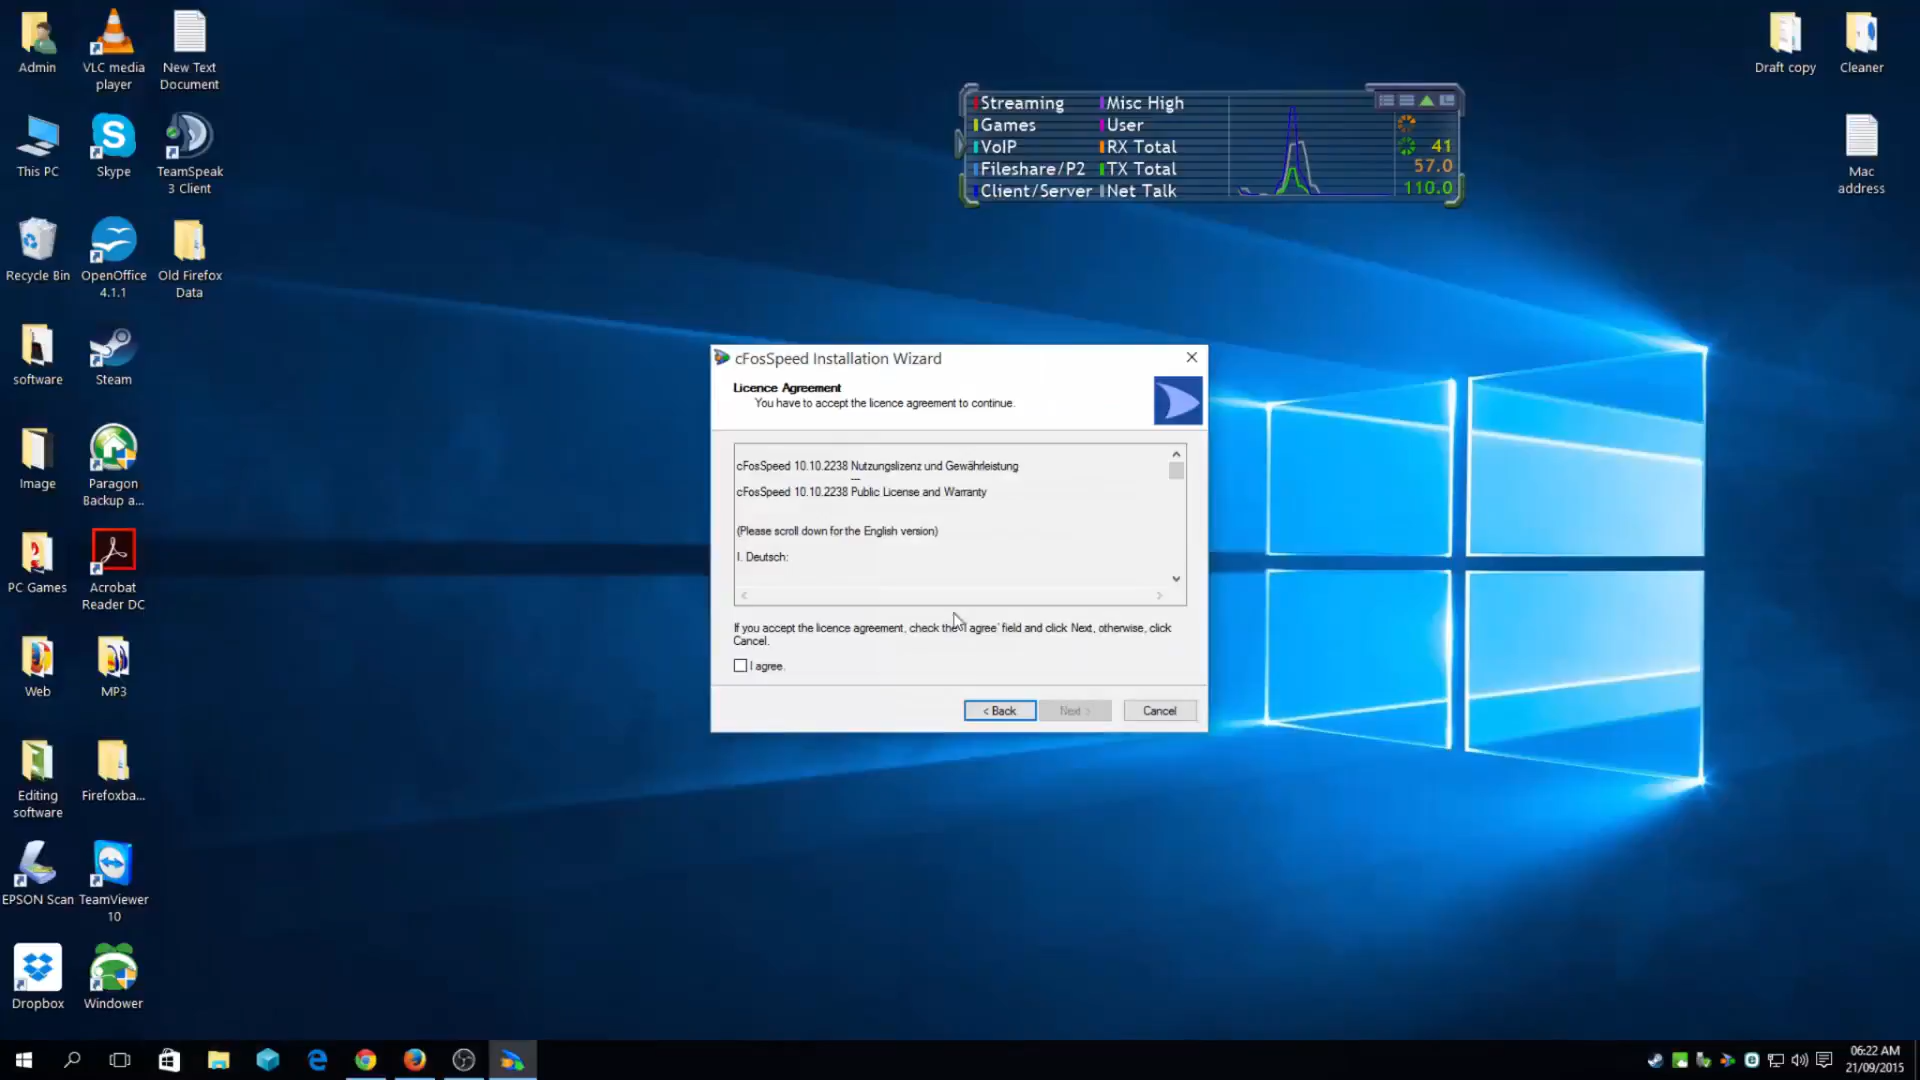 Admin
VLC media
player
New Text
Document
Draft copy
Cleaner
Streaming
Misc High
Games
User
VoIP
RX Total
41
Fileshare/P2
TX Total
57.0
Client/Server
Net Talk
110.0
This PC
Skype
TeamSpeak
3 Client
Mac
address
Recycle Bin
OpenOffice
4.1.1
Old Firefox
Data
software
Steam
cFosSpeed Installation Wizard
Licence Agreement
You have to accept the licence agreement to continue.
cFosSpeed 10.10.2238 Nutzungslizenz und Gewährleistung
---
cFosSpeed 10.10.2238 Public License and Warranty
(Please scroll down for the English version)
I. Deutsch:
If you accept the licence agreement, check the 'I agree' field and click Next, otherwise, click
Cancel.
I agree.
< Back
Next >
Cancel
Image
Paragon
Backup a...
PC Games
Acrobat
Reader DC
Web
MP3
Editing
software
Firefoxba...
EPSON Scan
TeamViewer
10
Dropbox
Windower
06:22 AM
21/09/2015